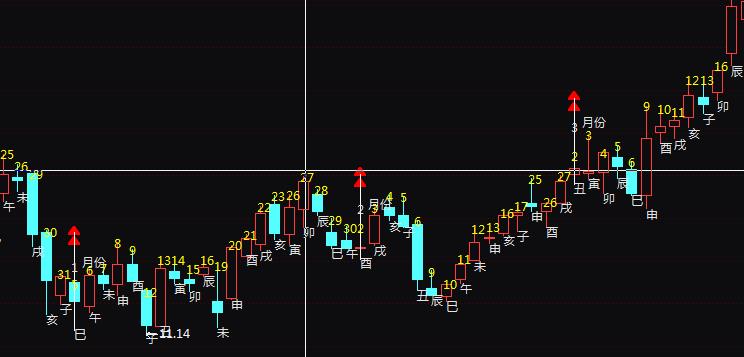 25
26
29
30
31
1
月份
5
6
7
8
9
12
13
14
15
16
19
20
21
22
23
26
27
28
29
30
2
2
月份
3
4
5
6
9
10
11
12
13
16
17
25
26
27
3
月份
2
3
4
5
6
9
10
11
12
13
16
午
未
戌
亥
子
巳
午
未
申
酉
丑
寅
卯
辰
未
申
酉
戌
亥
寅
卯
辰
巳
午
酉
戌
亥
子
丑
辰
巳
午
未
申
亥
子
申
酉
戌
丑
寅
卯
辰
巳
申
酉
戌
亥
子
卯
辰
11.14